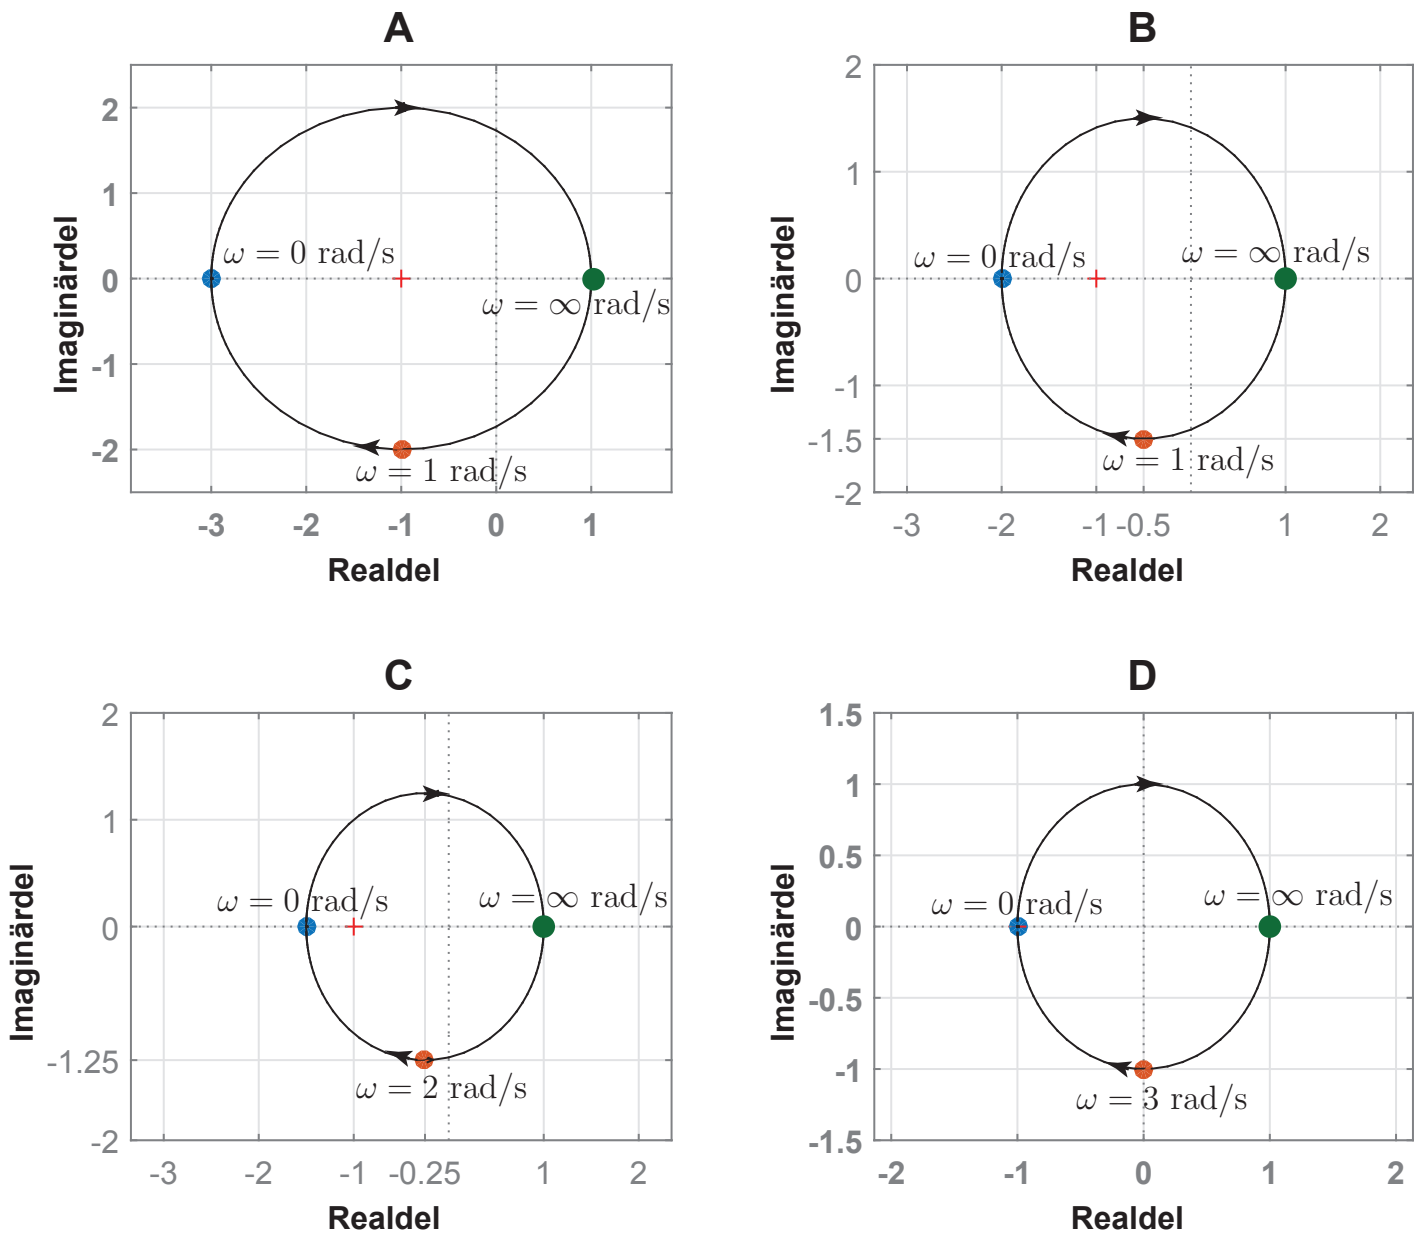 A
Imaginärdel
2
1
0
-1
-2
ω = 0 rad/s
ω = ∞ rad/s
ω = 1 rad/s
-3 -2 -1 0 1
Realdel
B
Imaginärdel
2
1
0
-1
-1.5
-2
ω = 0 rad/s
ω = ∞ rad/s
ω = 1 rad/s
-3 -2 -1 -0.5 1 2
Realdel
C
Imaginärdel
2
1
0
-1.25
-2
ω = 0 rad/s
ω = ∞ rad/s
ω = 2 rad/s
-3 -2 -1 -0.25 1 2
Realdel
D
Imaginärdel
1.5
1
0.5
0
-0.5
-1
-1.5
ω = 0 rad/s
ω = ∞ rad/s
ω = 3 rad/s
-2 -1 0 1 2
Realdel